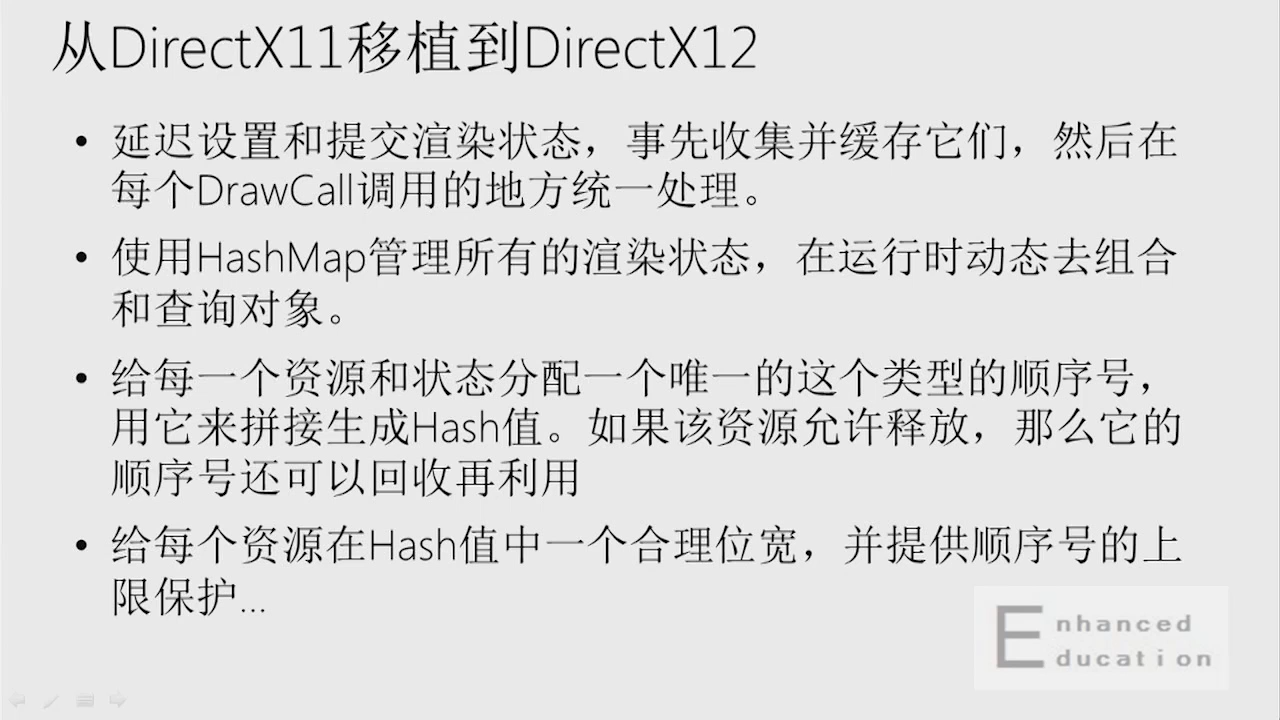 从DirectX11移植到DirectX12
• 延迟设置和提交渲染状态，事先收集并缓存它们，然后在
每个DrawCall调用的地方统一处理。
• 使用HashMap管理所有的渲染状态，在运行时动态去组合
和查询对象。
• 给每一个资源和状态分配一个唯一的这个类型的顺序号，
用它来拼接生成Hash值。如果该资源允许释放，那么它的
顺序号还可以回收再利用
• 给每个资源在Hash值中一个合理位宽，并提供顺序号的上
限保护...
Enhanced
Education